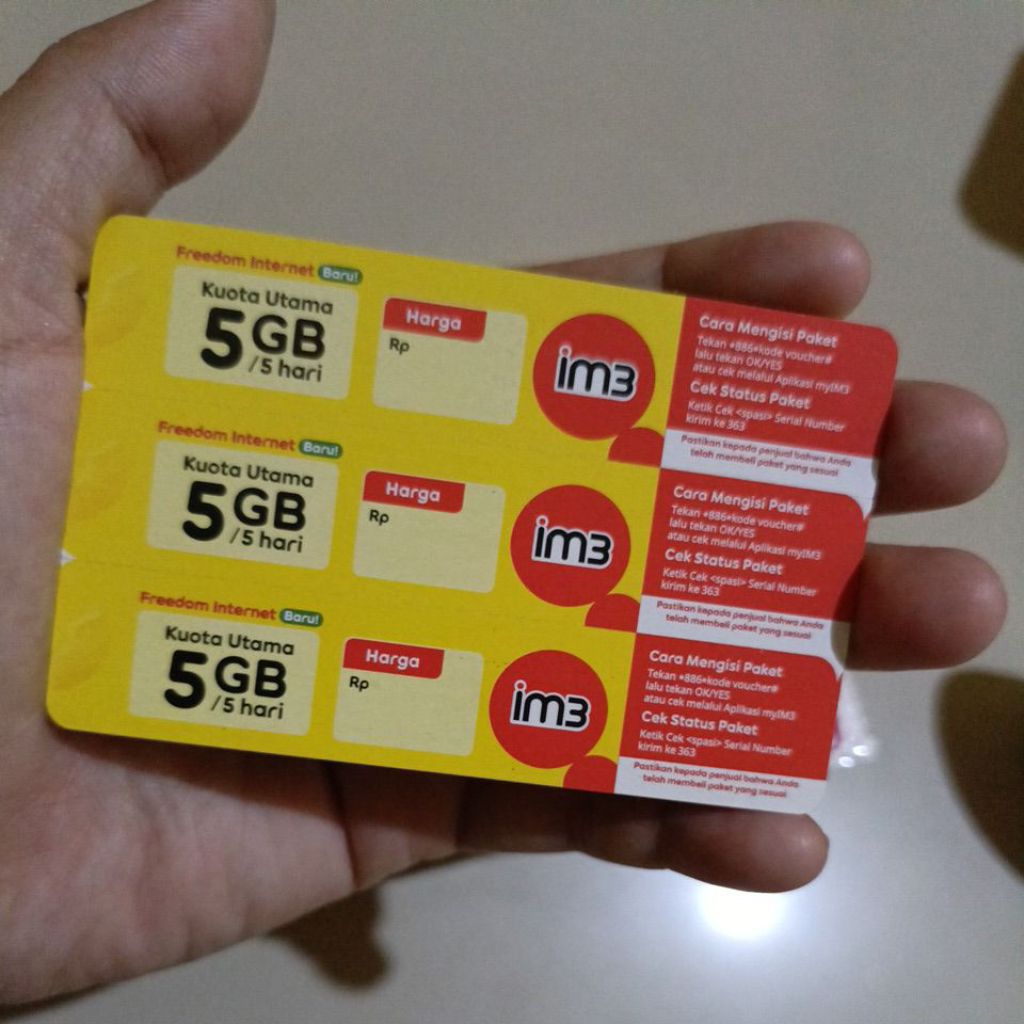 Freedom Internet Baru!
Kuota Utama
5GB
/5 hari
Harga
Rp
im3
Cara Mengisi Paket
Tekan *886*kode voucher#
lalu tekan OK/YES
atau cek melalui Aplikasi myIM3
Cek Status Paket
Ketik Cek <spasi> Serial Number
kirim ke 363
Pastikan kepada penjual bahwa Anda
telah membeli paket yang sesuai
Freedom Internet Baru!
Kuota Utama
5GB
/5 hari
Harga
Rp
im3
Cara Mengisi Paket
Tekan *886*kode voucher#
lalu tekan OK/YES
atau cek melalui Aplikasi myIM3
Cek Status Paket
Ketik Cek <spasi> Serial Number
kirim ke 363
Pastikan kepada penjual bahwa Anda
telah membeli paket yang sesuai
Freedom Internet Baru!
Kuota Utama
5GB
/5 hari
Harga
Rp
im3
Cara Mengisi Paket
Tekan *886*kode voucher#
lalu tekan OK/YES
atau cek melalui Aplikasi myIM3
Cek Status Paket
Ketik Cek <spasi> Serial Number
kirim ke 363
Pastikan kepada penjual bahwa Anda
telah membeli paket yang sesuai